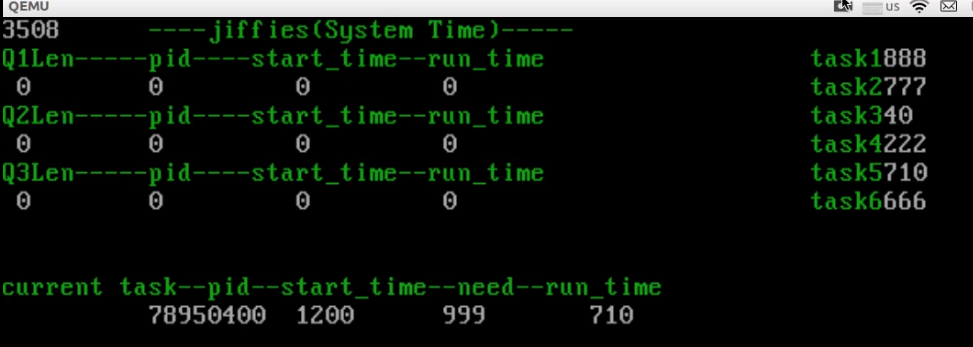 QEMU us
3508 ----jiffies(System Time)-----
Q1Len-----pid----start_time--run_time task1888
0 0 0 0 task2777
Q2Len-----pid----start_time--run_time task340
0 0 0 0 task4222
Q3Len-----pid----start_time--run_time task5710
0 0 0 0 task6666
current task--pid--start_time--need--run_time
78950400 1200 999 710